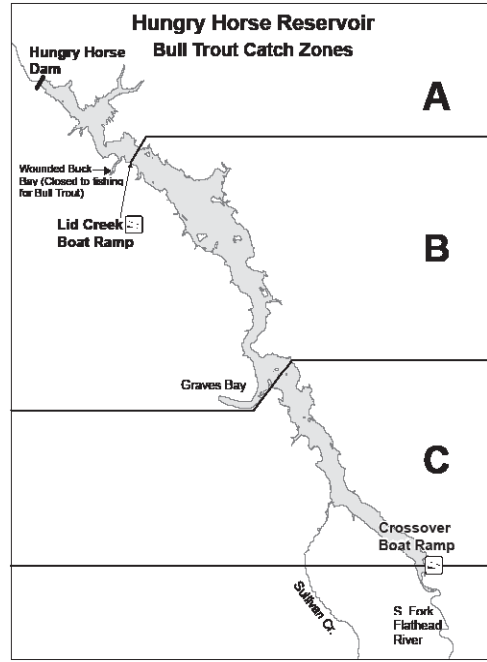 Hungry Horse Reservoir
Bull Trout Catch Zones
Hungry Horse
Dam
A
Wounded Buck
Bay (Closed to fishing
for Bull Trout)
Lid Creek
Boat Ramp
B
Graves Bay
C
Crossover
Boat Ramp
Sullivan Cr.
S. Fork
Flathead
River